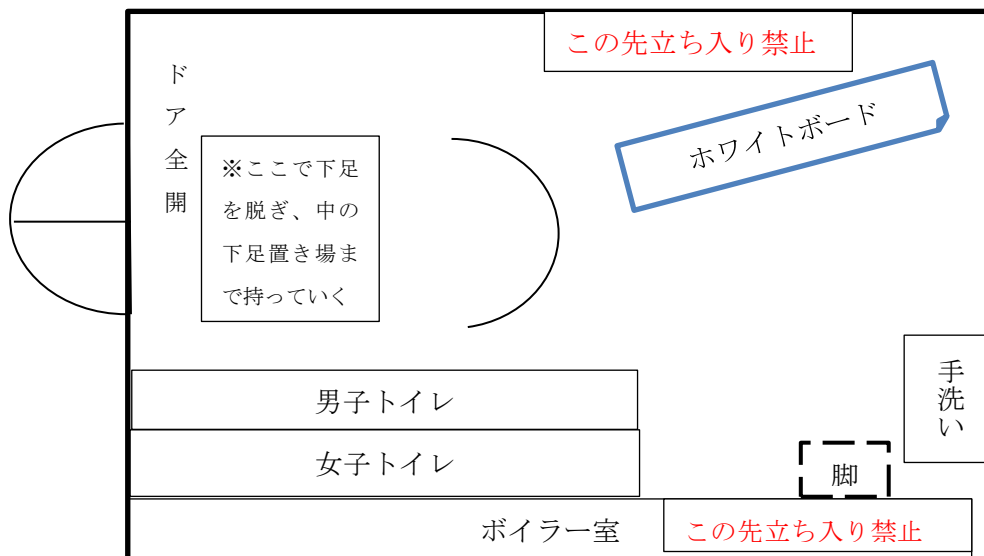 この先立ち入り禁止
ドア全開
ホワイトボード
※ここで下足
を脱ぎ、中の
下足置き場ま
で持っていく
手洗い
男子トイレ
女子トイレ
脚
ボイラー室
この先立ち入り禁止